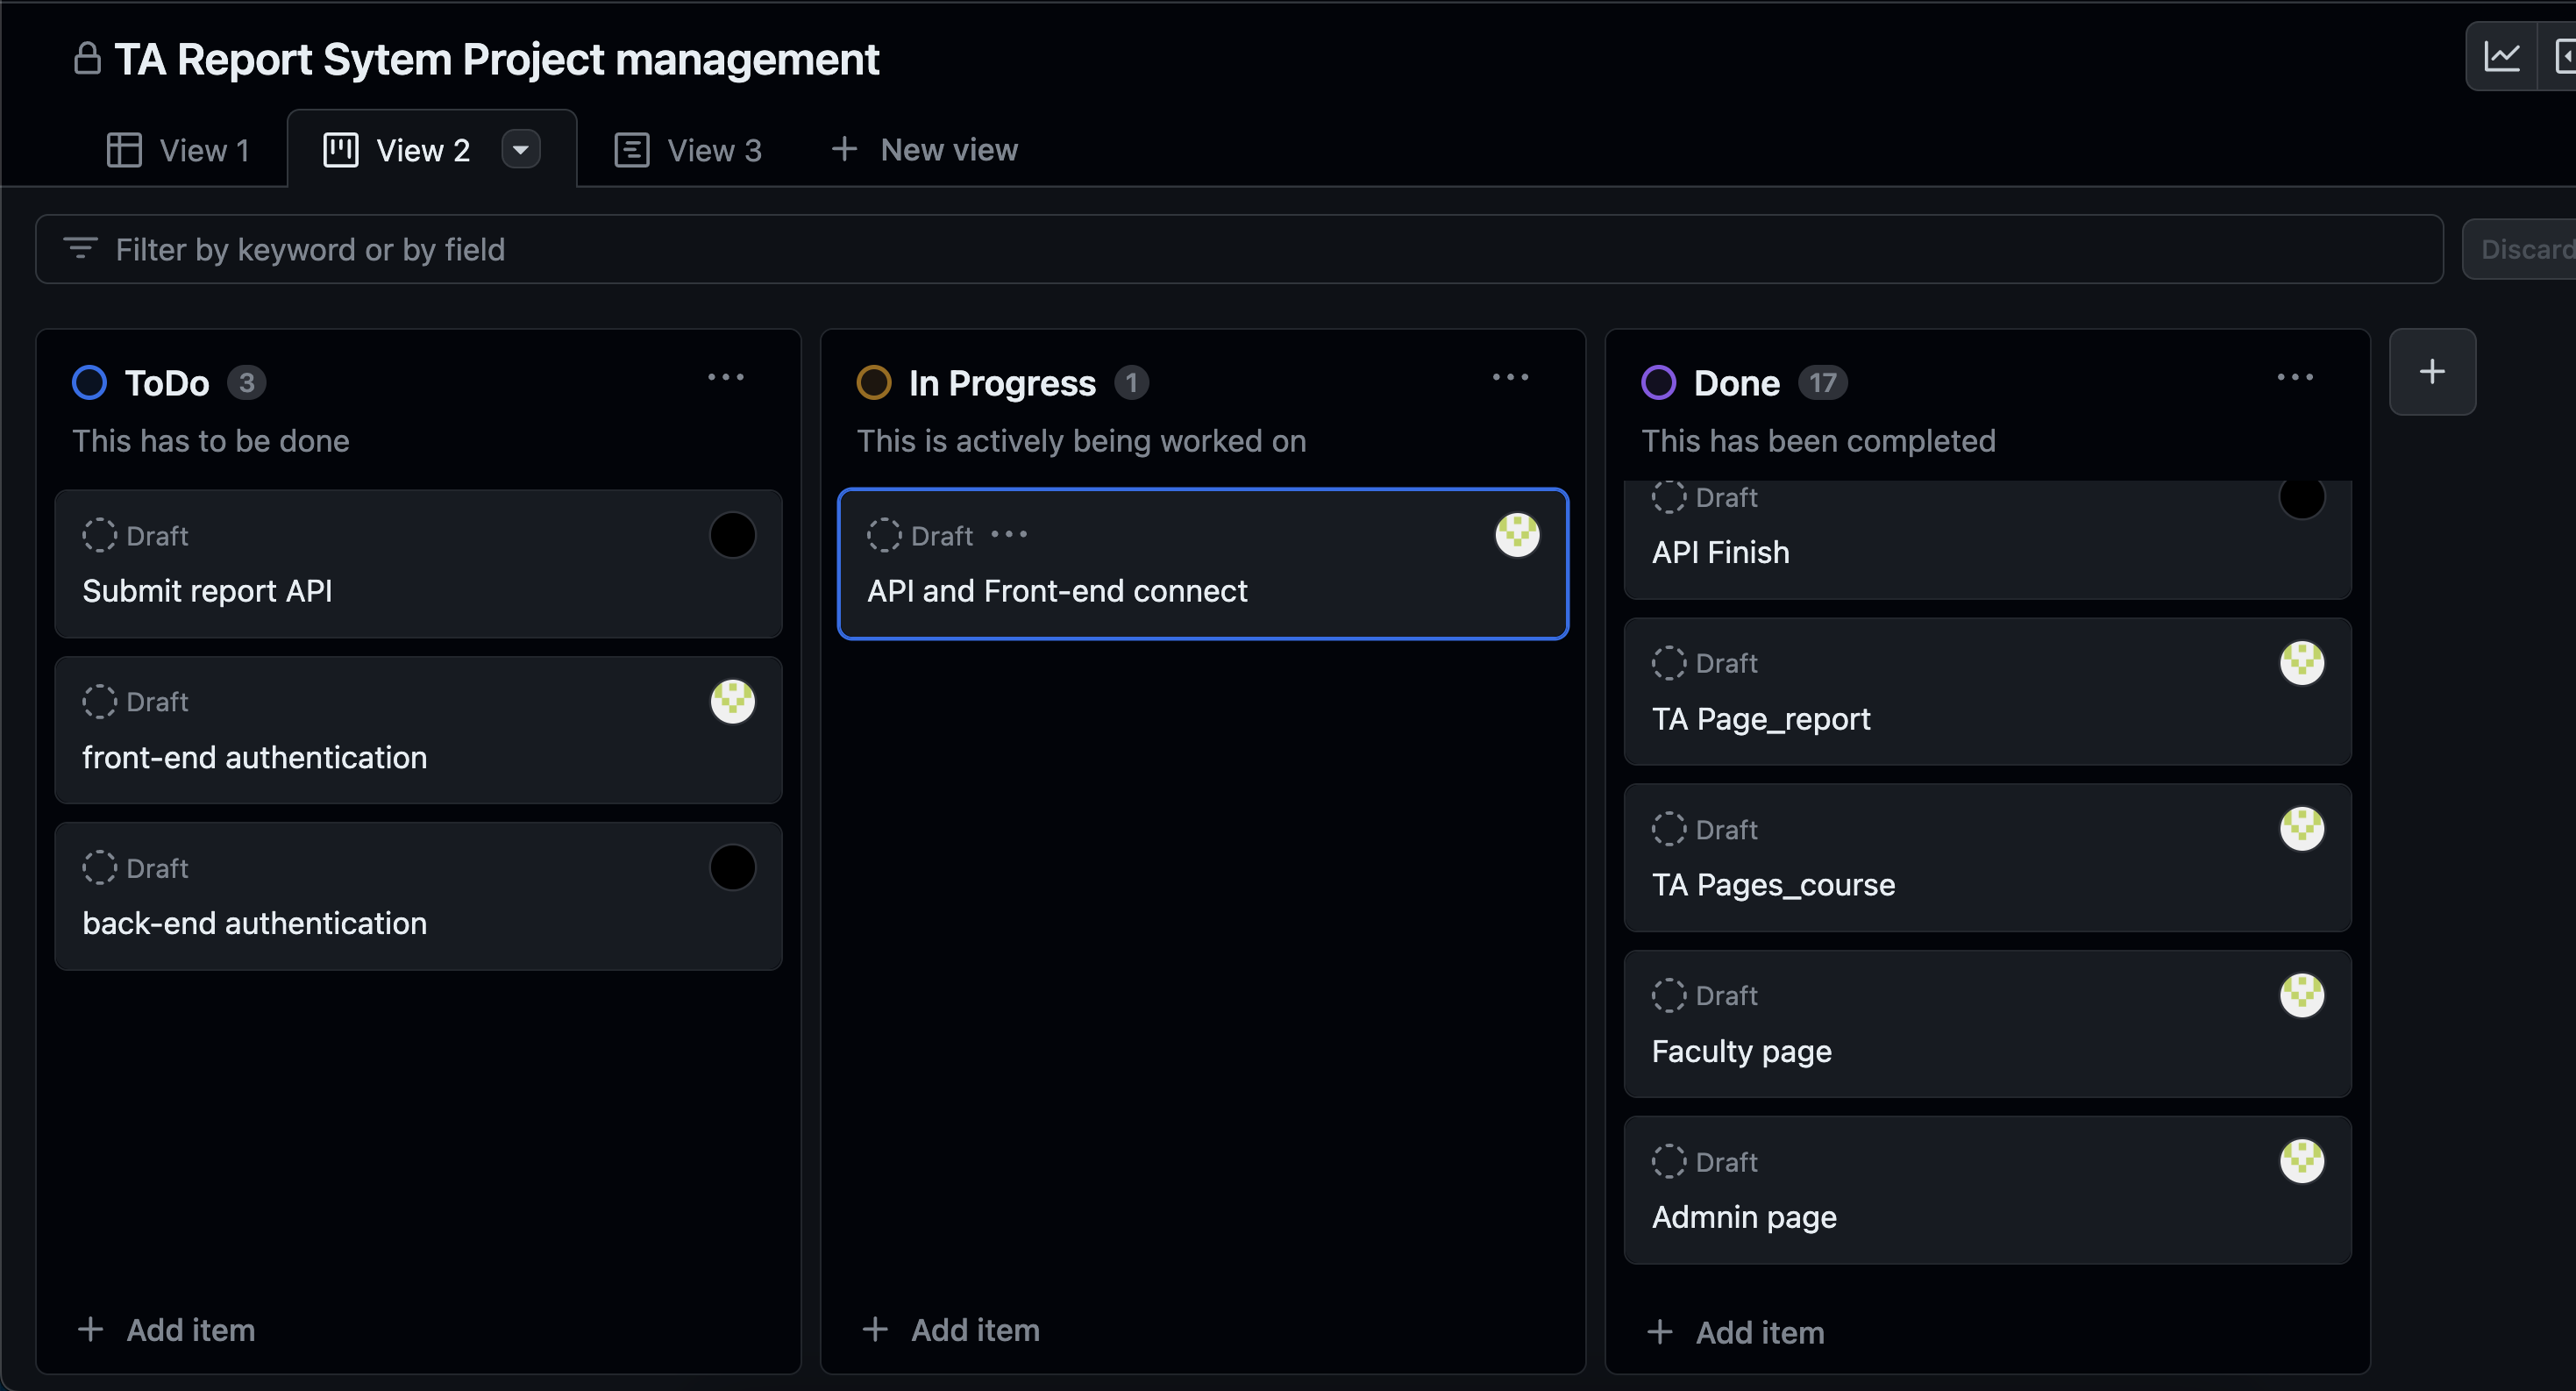 TA Report Sytem Project management
View 1
View 2
View 3
New view
Filter by keyword or by field
Discard
ToDo 3
This has to be done
Draft
Submit report API
Draft
front-end authentication
Draft
back-end authentication
Add item
In Progress 1
This is actively being worked on
Draft
API and Front-end connect
Add item
Done 17
This has been completed
Draft
API Finish
Draft
TA Page_report
Draft
TA Pages_course
Draft
Faculty page
Draft
Admnin page
Add item